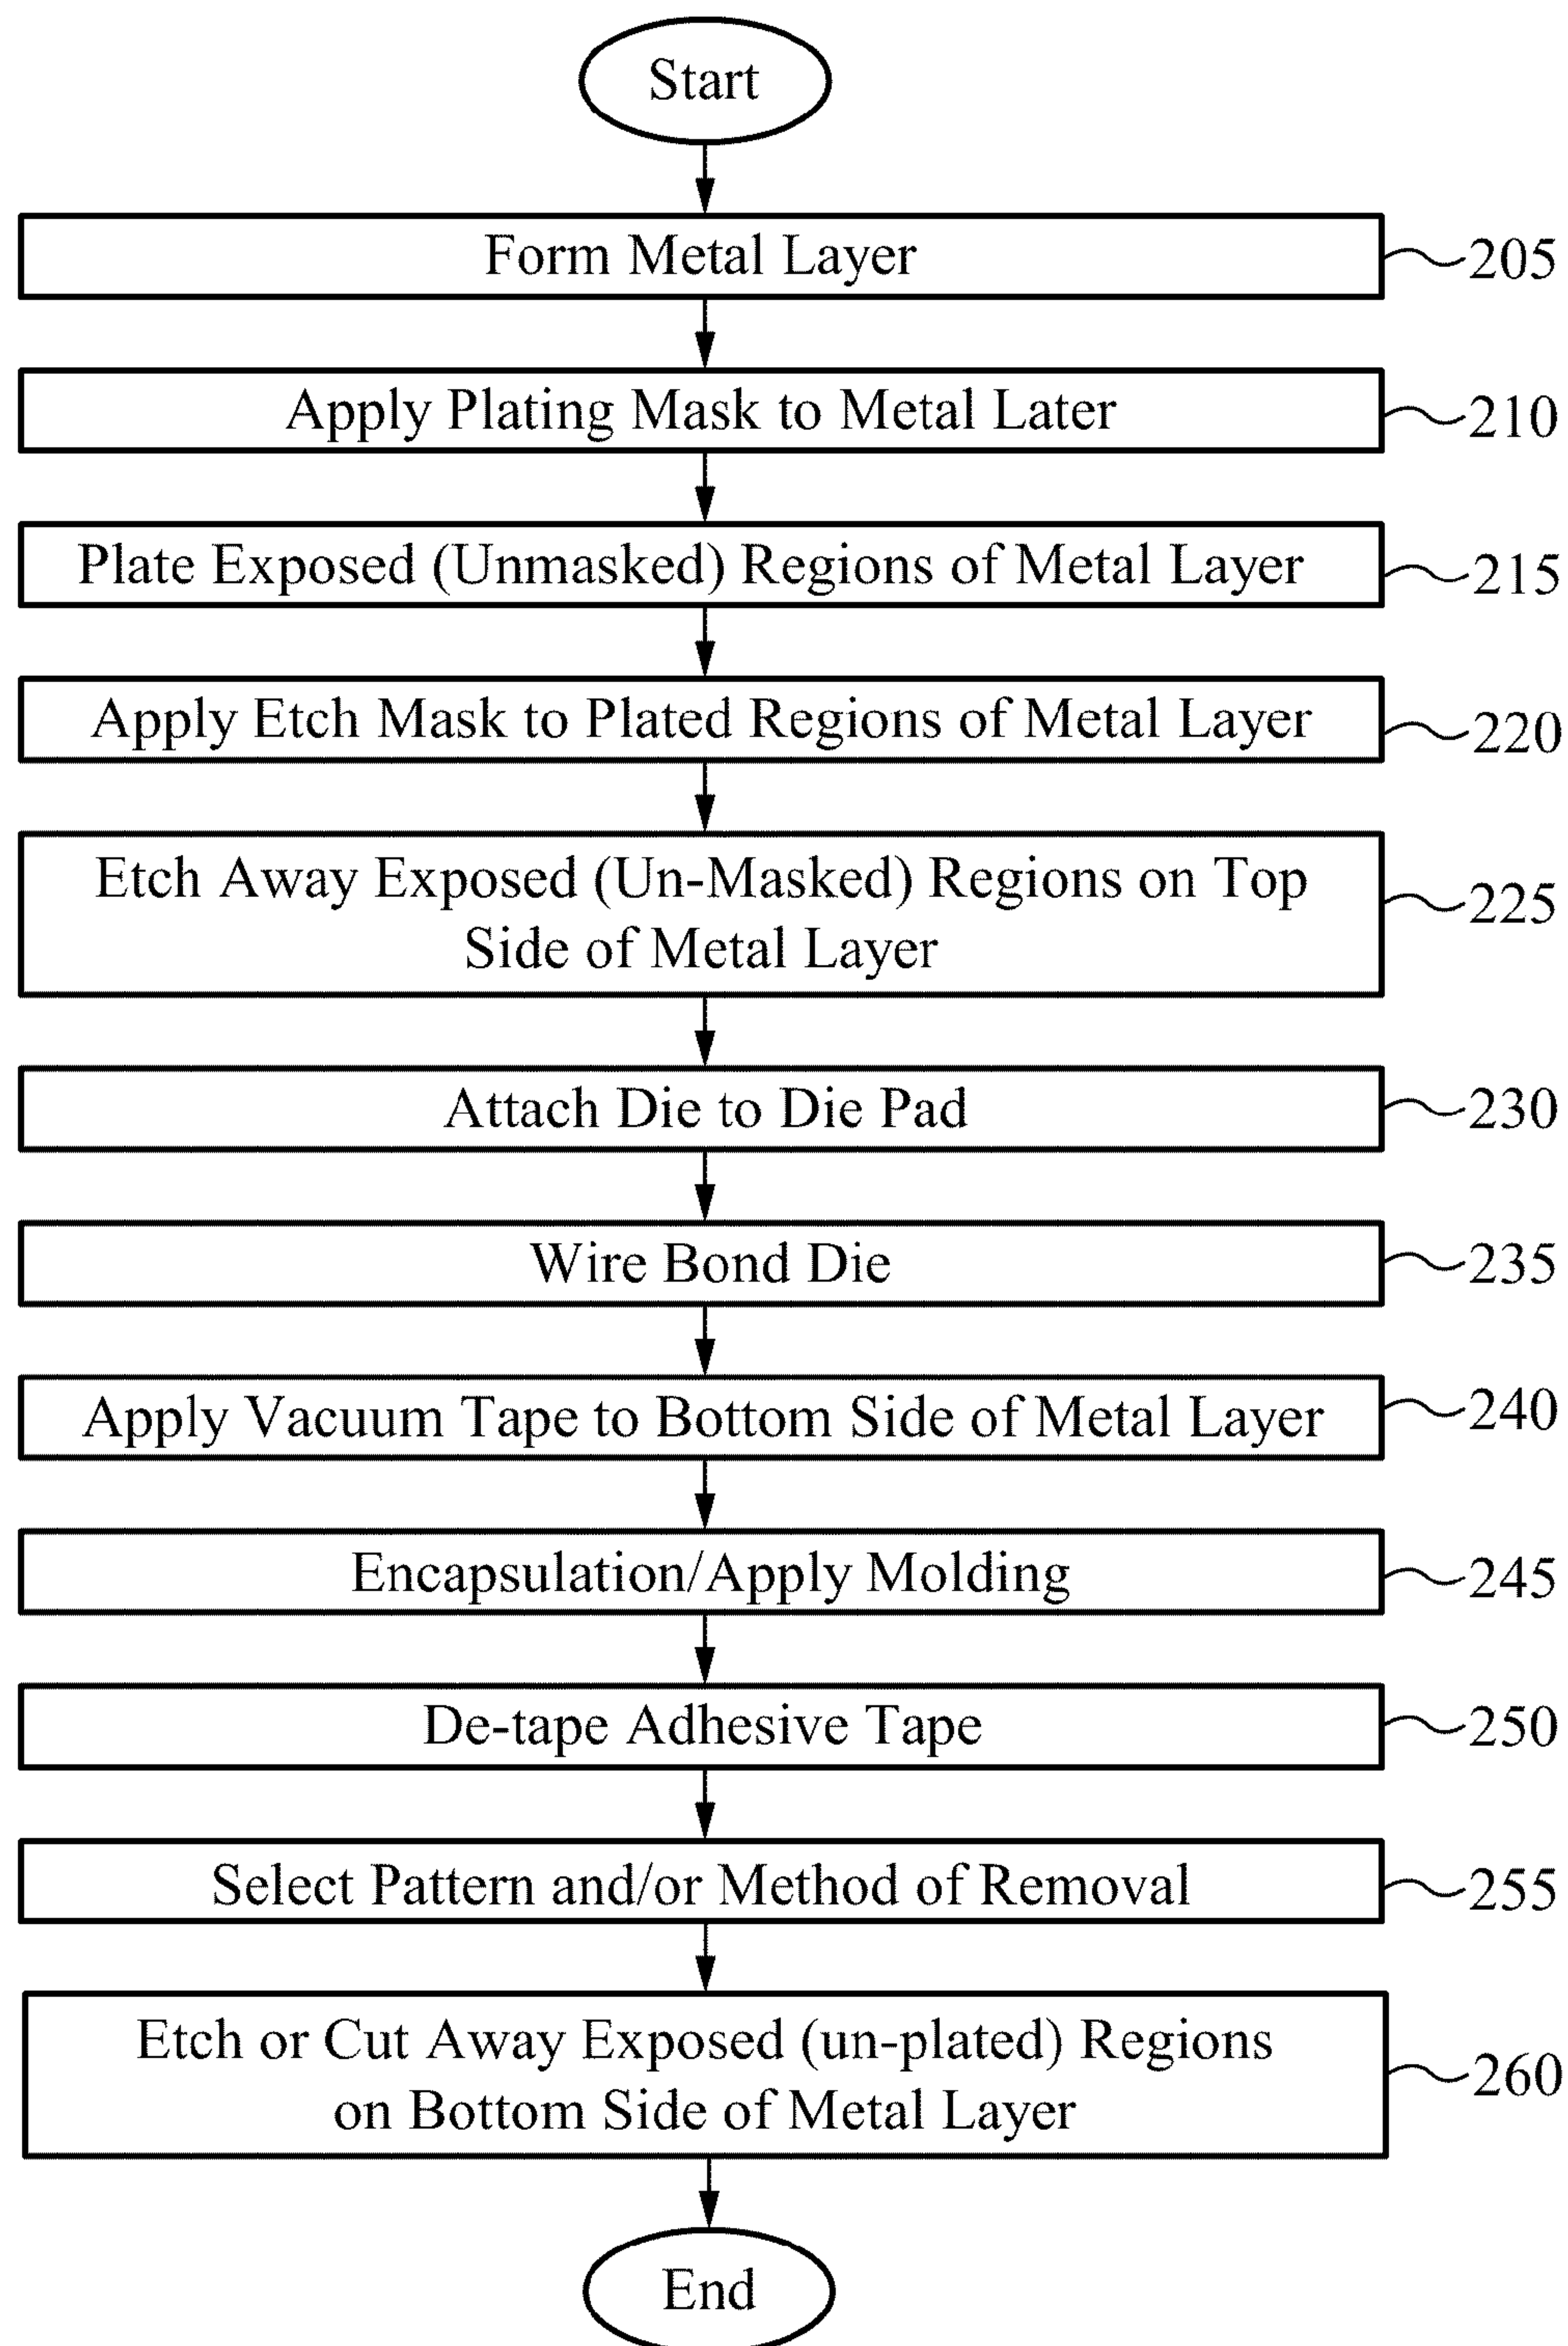 Start
Form Metal Layer
205
Apply Plating Mask to Metal Later
210
Plate Exposed (Unmasked) Regions of Metal Layer
215
Apply Etch Mask to Plated Regions of Metal Layer
220
Etch Away Exposed (Un-Masked) Regions on Top
Side of Metal Layer
225
Attach Die to Die Pad
230
Wire Bond Die
235
Apply Vacuum Tape to Bottom Side of Metal Layer
240
Encapsulation/Apply Molding
245
De-tape Adhesive Tape
250
Select Pattern and/or Method of Removal
255
Etch or Cut Away Exposed (un-plated) Regions
on Bottom Side of Metal Layer
260
End